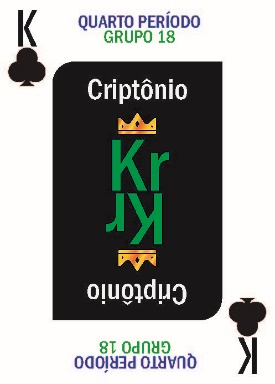 K
QUARTO PERÍODO
GRUPO 18
Criptônio
Kr
Kr
Criptônio
K
GRUPO 18
QUARTO PERÍODO